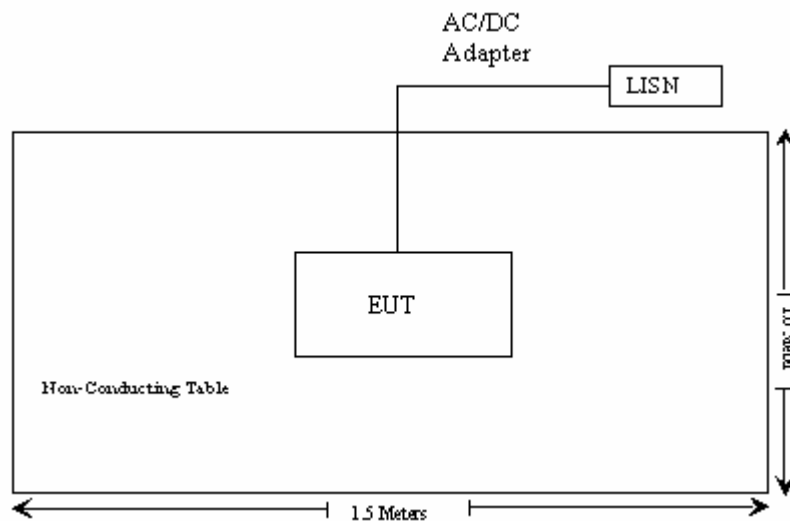 AC/DC
Adapter
LISN
EUT
Non-Conducting Table
1.5 Meters